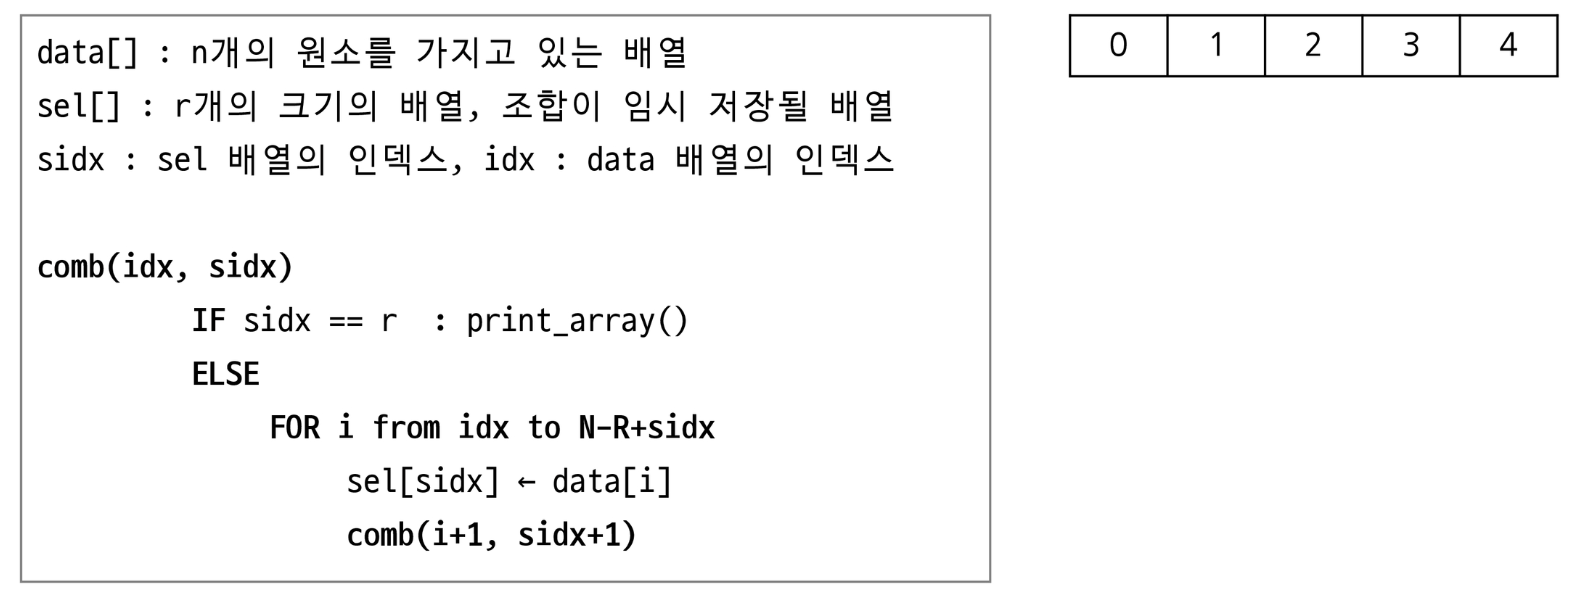 data[] : n개의 원소를 가지고 있는 배열
sel[] : r개의 크기의 배열, 조합이 임시 저장될 배열
sidx : sel 배열의 인덱스, idx : data 배열의 인덱스
comb(idx, sidx)
IF sidx == r : print_array()
ELSE
FOR i from idx to N-R+sidx
sel[sidx] ← data[i]
comb(i+1, sidx+1)
0 1 2 3 4